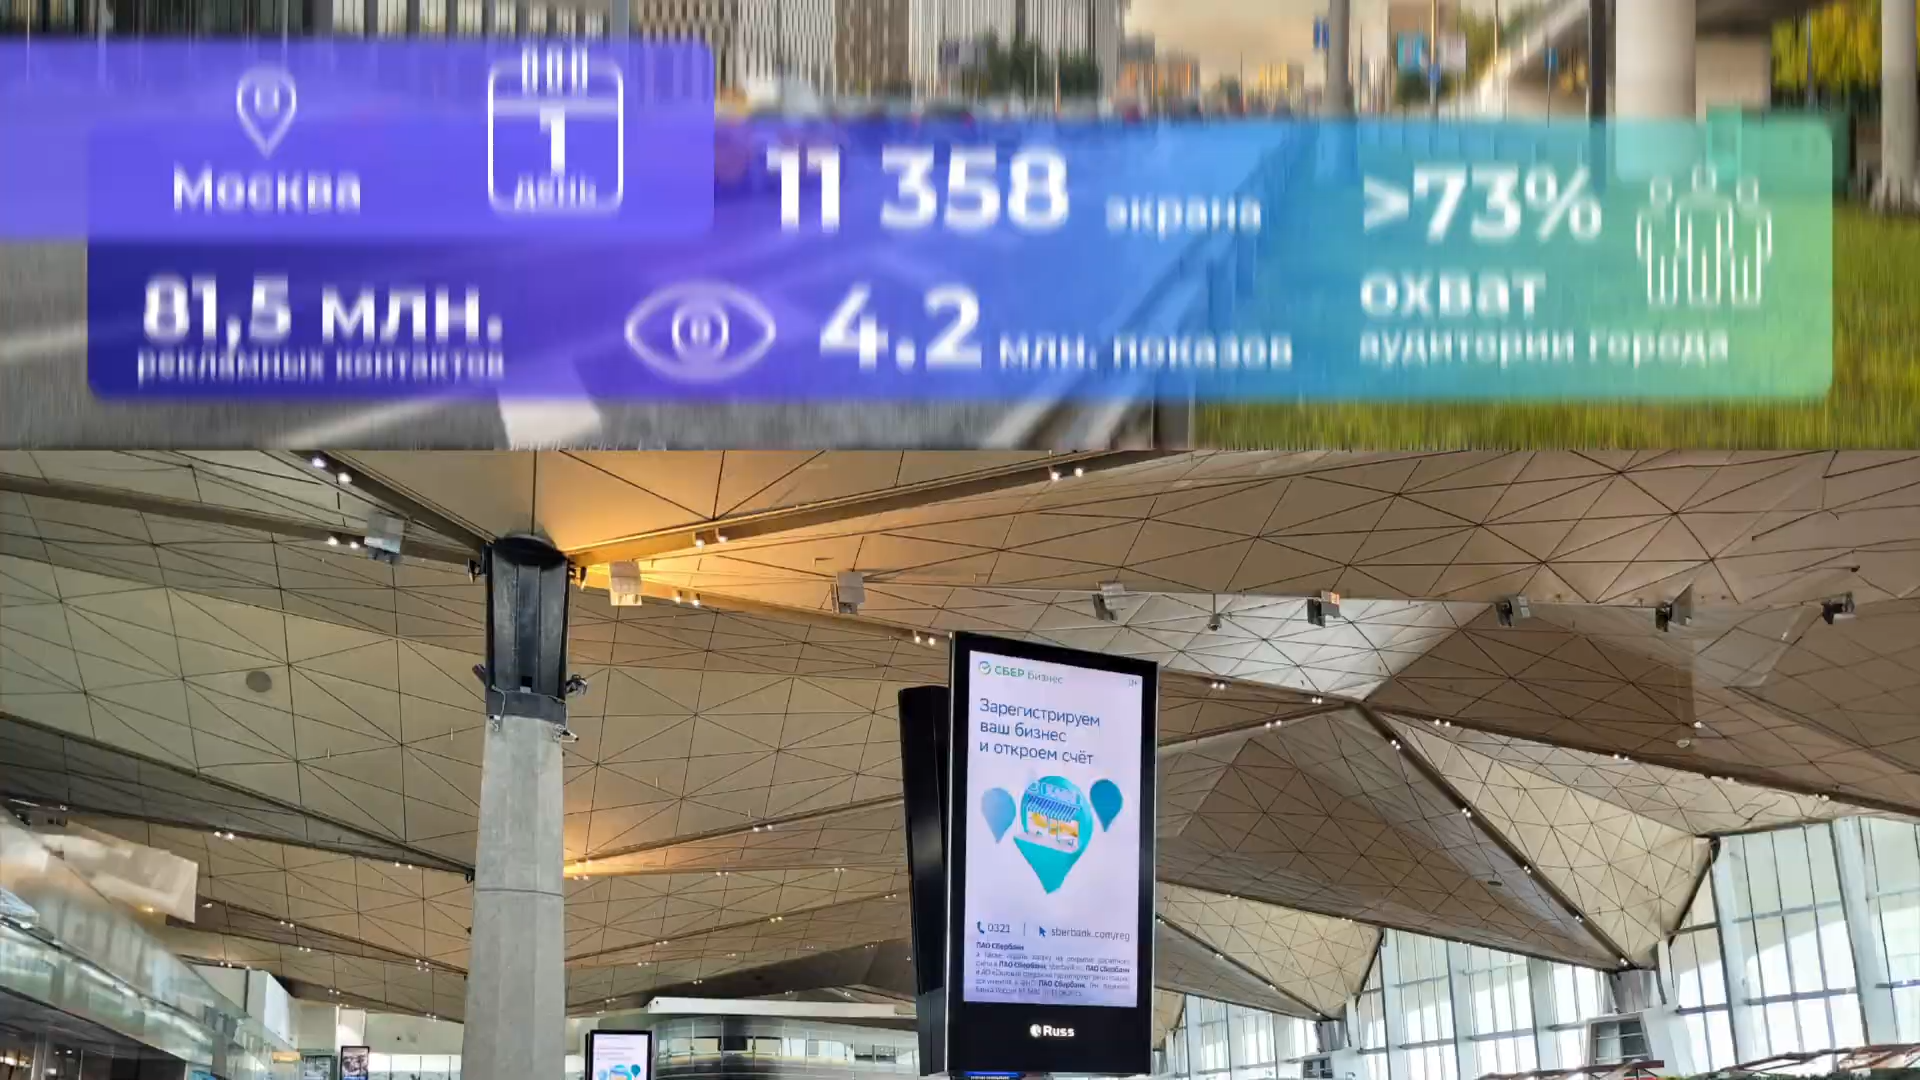 Москва
1
день
11 358 экрана
>73%
охват
аудитории города
81,5 млн.
рекламных контактов
4.2 млн. показов
СБЕР Бизнес
Зарегистрируем
ваш бизнес
и откроем счёт
0321 | sberbank.com/reg
ПАО Сбербанк
Russ